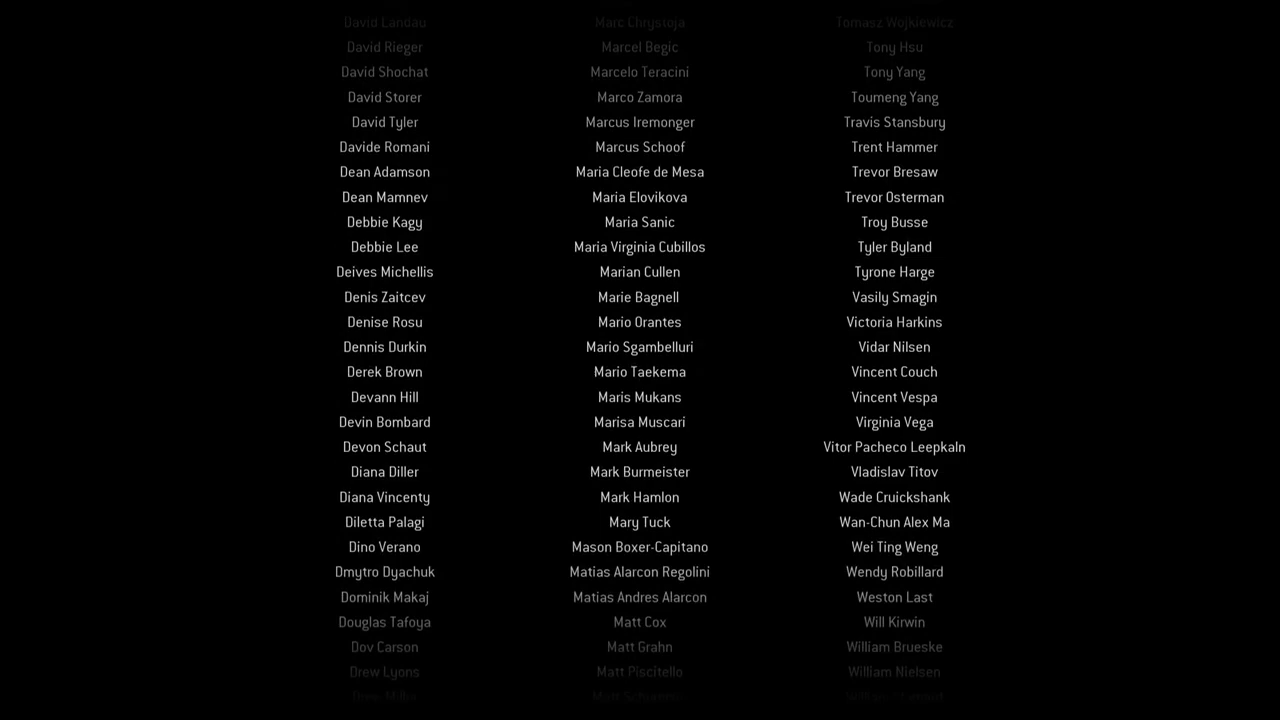 David Landau
David Rieger
David Shochat
David Storer
David Tyler
Davide Romani
Dean Adamson
Dean Mamnev
Debbie Kagy
Debbie Lee
Deives Michellis
Denis Zaitcev
Denise Rosu
Dennis Durkin
Derek Brown
Devann Hill
Devin Bombard
Devon Schaut
Diana Diller
Diana Vincenty
Diletta Palagi
Dino Verano
Dmytro Dyachuk
Dominik Makaj
Douglas Tafoya
Dov Carson
Drew Lyons
Drew
Marc Chrystoja
Marcel Begic
Marcelo Teracini
Marco Zamora
Marcus Iremonger
Marcus Schoof
Maria Cleofe de Mesa
Maria Elovikova
Maria Sanic
Maria Virginia Cubillos
Marian Cullen
Marie Bagnell
Mario Orantes
Mario Sgambelluri
Mario Taekema
Maris Mukans
Marisa Muscari
Mark Aubrey
Mark Burmeister
Mark Hamlon
Mary Tuck
Mason Boxer-Capitano
Matias Alarcon Regolini
Matias Andres Alarcon
Matt Cox
Matt Grahn
Matt Piscitello
Matt
Tomasz Wojkiewicz
Tony Hsu
Tony Yang
Toumeng Yang
Travis Stansbury
Trent Hammer
Trevor Bresaw
Trevor Osterman
Troy Busse
Tyler Byland
Tyrone Harge
Vasily Smagin
Victoria Harkins
Vidar Nilsen
Vincent Couch
Vincent Vespa
Virginia Vega
Vitor Pacheco Leepkaln
Vladislav Titov
Wade Cruickshank
Wan-Chun Alex Ma
Wei Ting Weng
Wendy Robillard
Weston Last
Will Kirwin
William Brueske
William Nielsen
William